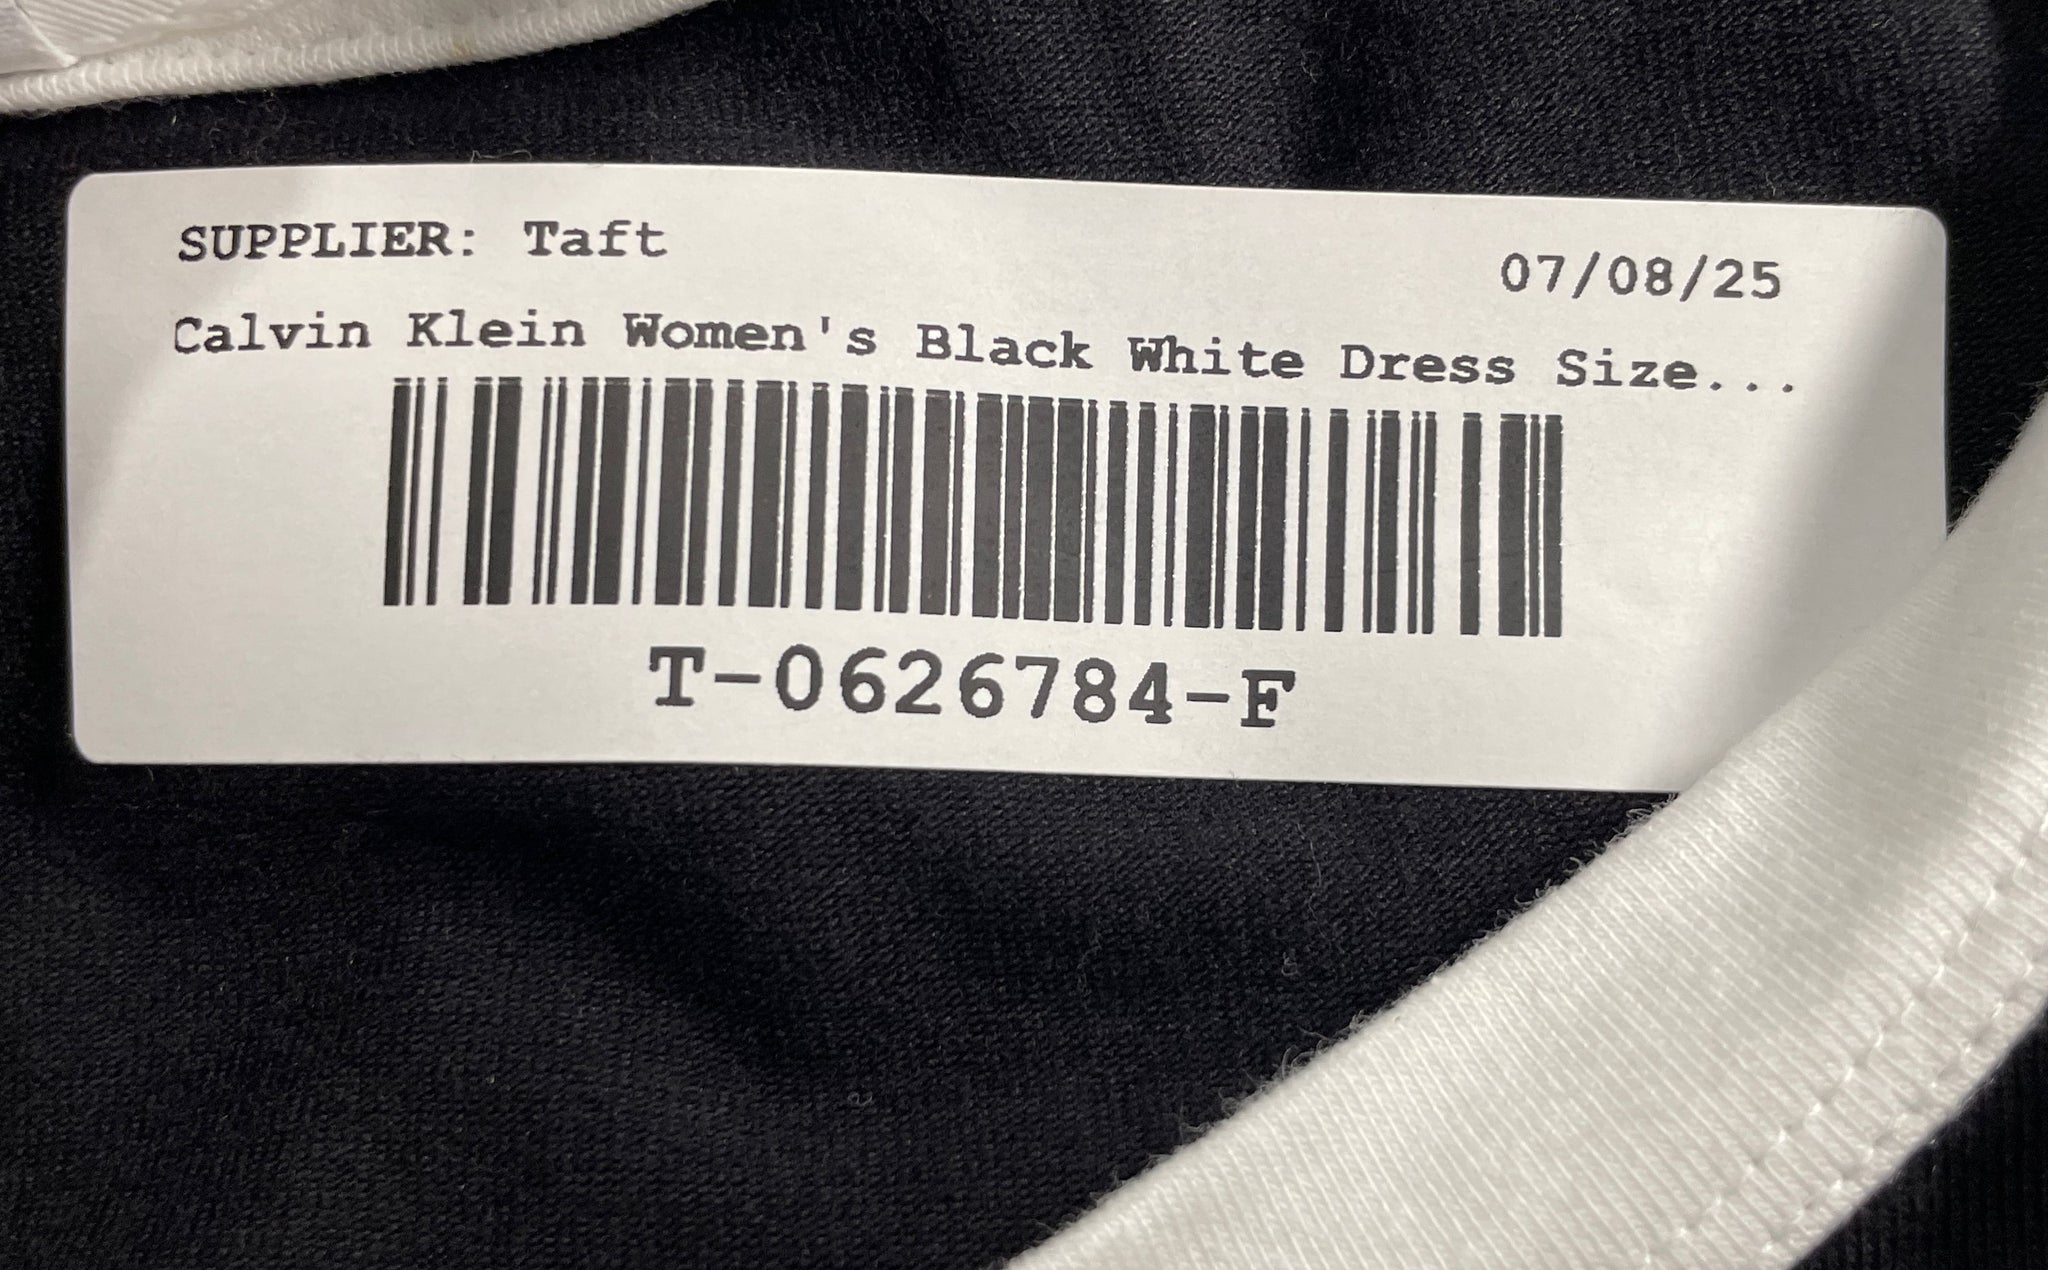 SUPPLIER: Taft
07/08/25
Calvin Klein Women's Black White Dress Size...
T-0626784-F